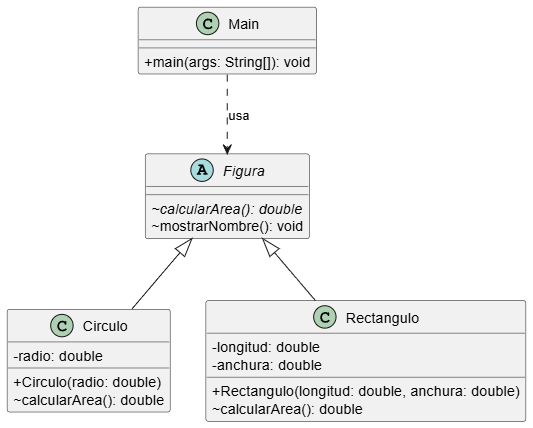 C Main
+main(args: String[]): void
usa
A Figura
~calcularArea(): double
~mostrarNombre(): void
C Circulo
-radio: double
+Circulo(radio: double)
~calcularArea(): double
C Rectangulo
-longitud: double
-anchura: double
+Rectangulo(longitud: double, anchura: double)
~calcularArea(): double